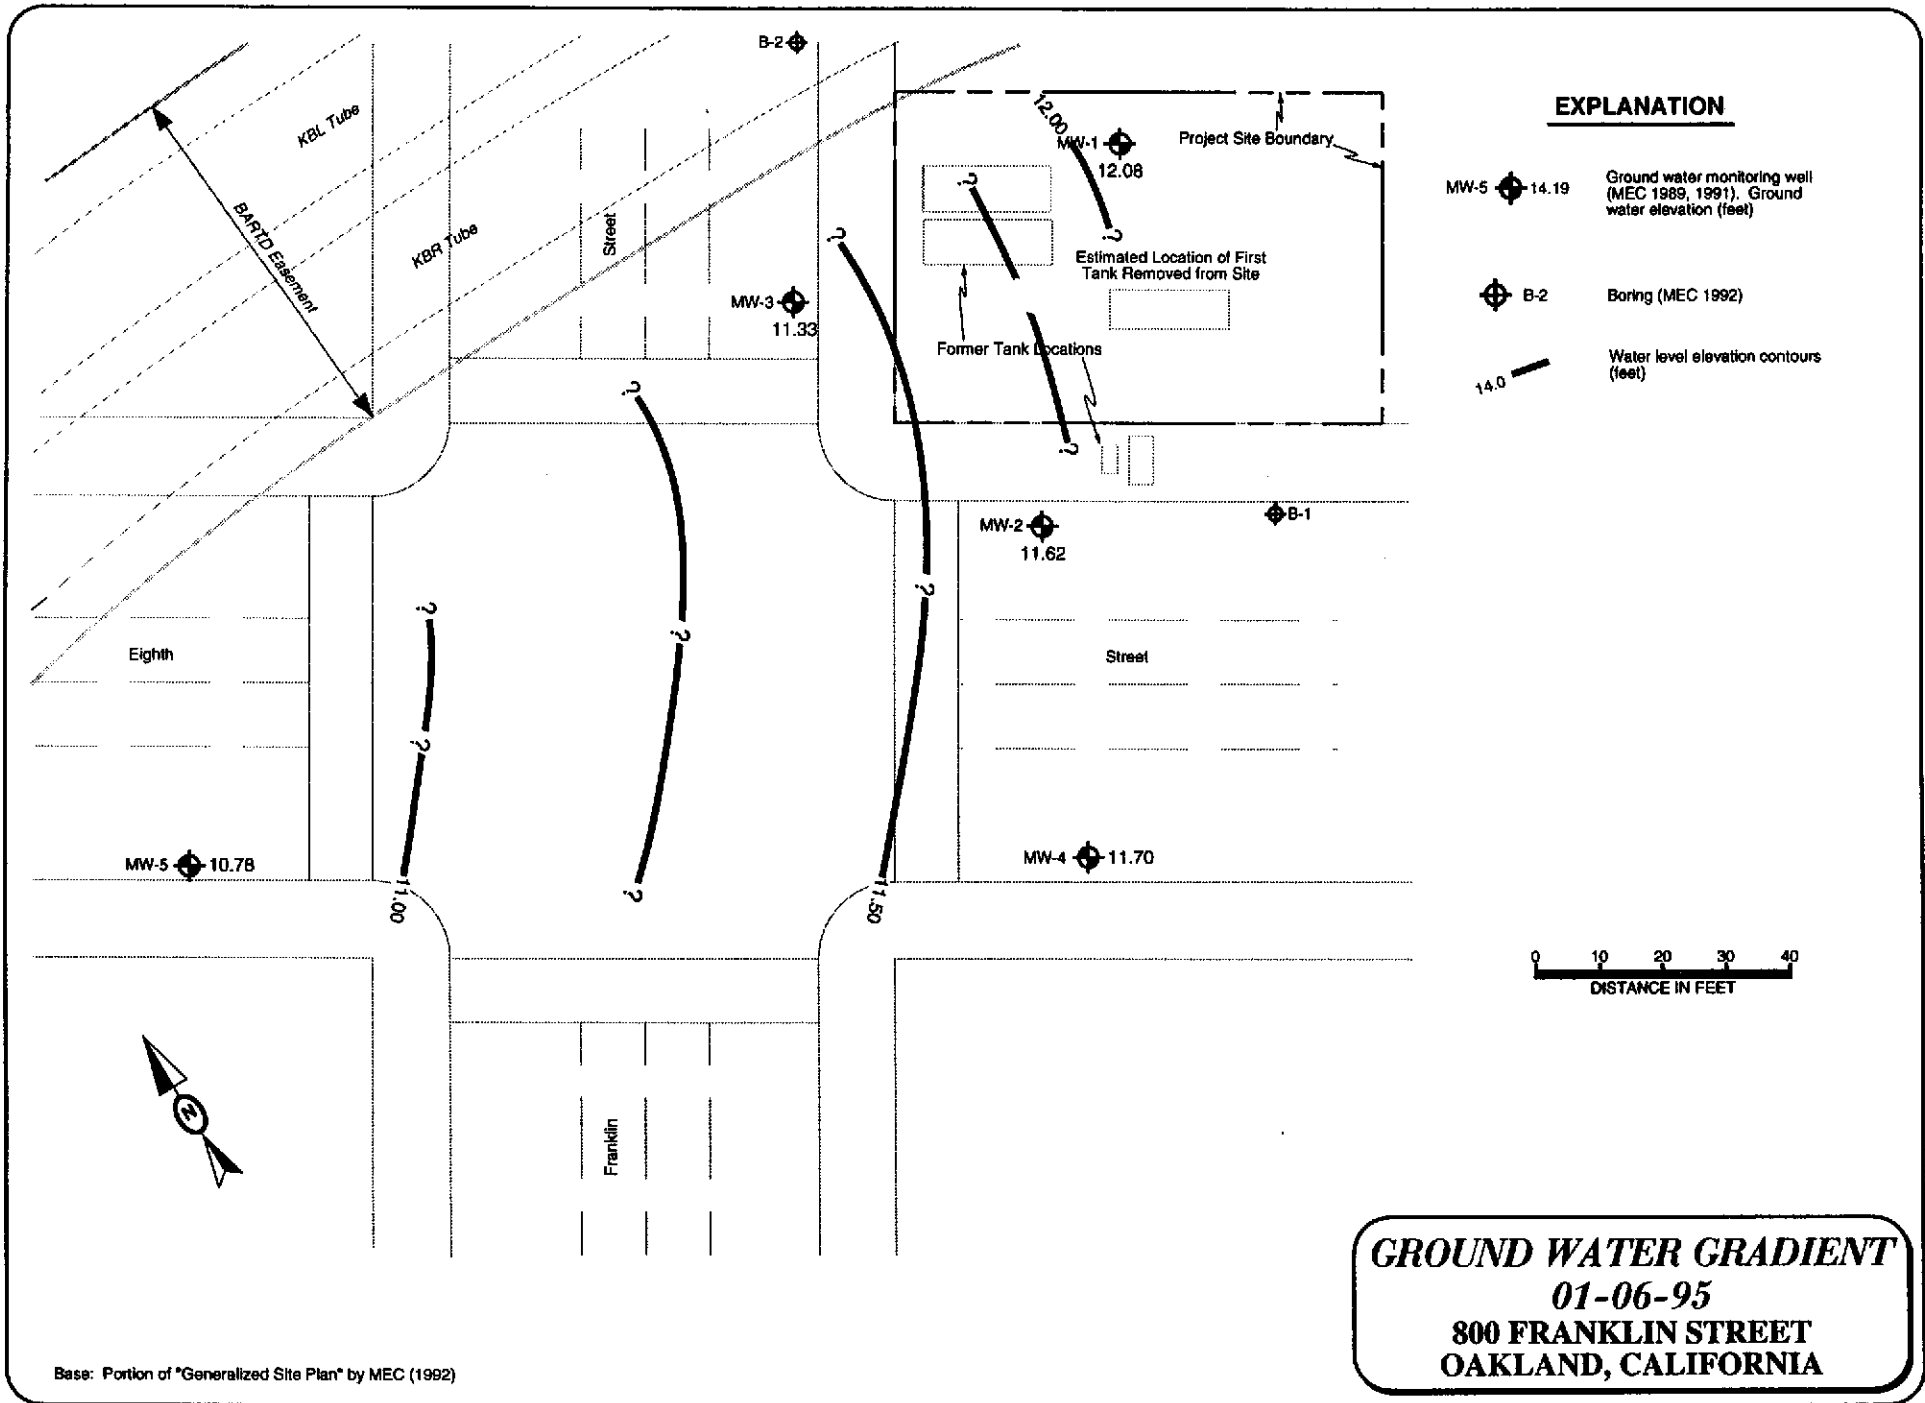 B-2
KBL Tube
KBR Tube
BARTD Easement
Street
MW-3
11.33
12.00
MW-1
12.08
Project Site Boundary
?
?
?
Estimated Location of First
Tank Removed from Site
Former Tank Locations
?
?
MW-2
11.62
B-1
?
?
?
?
Eighth
Street
MW-5
10.78
11.00
?
11.50
MW-4
11.70
Franklin
N
EXPLANATION
MW-5
14.19
Ground water monitoring well
(MEC 1989, 1991). Ground
water elevation (feet)
B-2
Boring (MEC 1992)
14.0
Water level elevation contours
(feet)
0 10 20 30 40
DISTANCE IN FEET
GROUND WATER GRADIENT
01-06-95
800 FRANKLIN STREET
OAKLAND, CALIFORNIA
Base: Portion of "Generalized Site Plan" by MEC (1992)